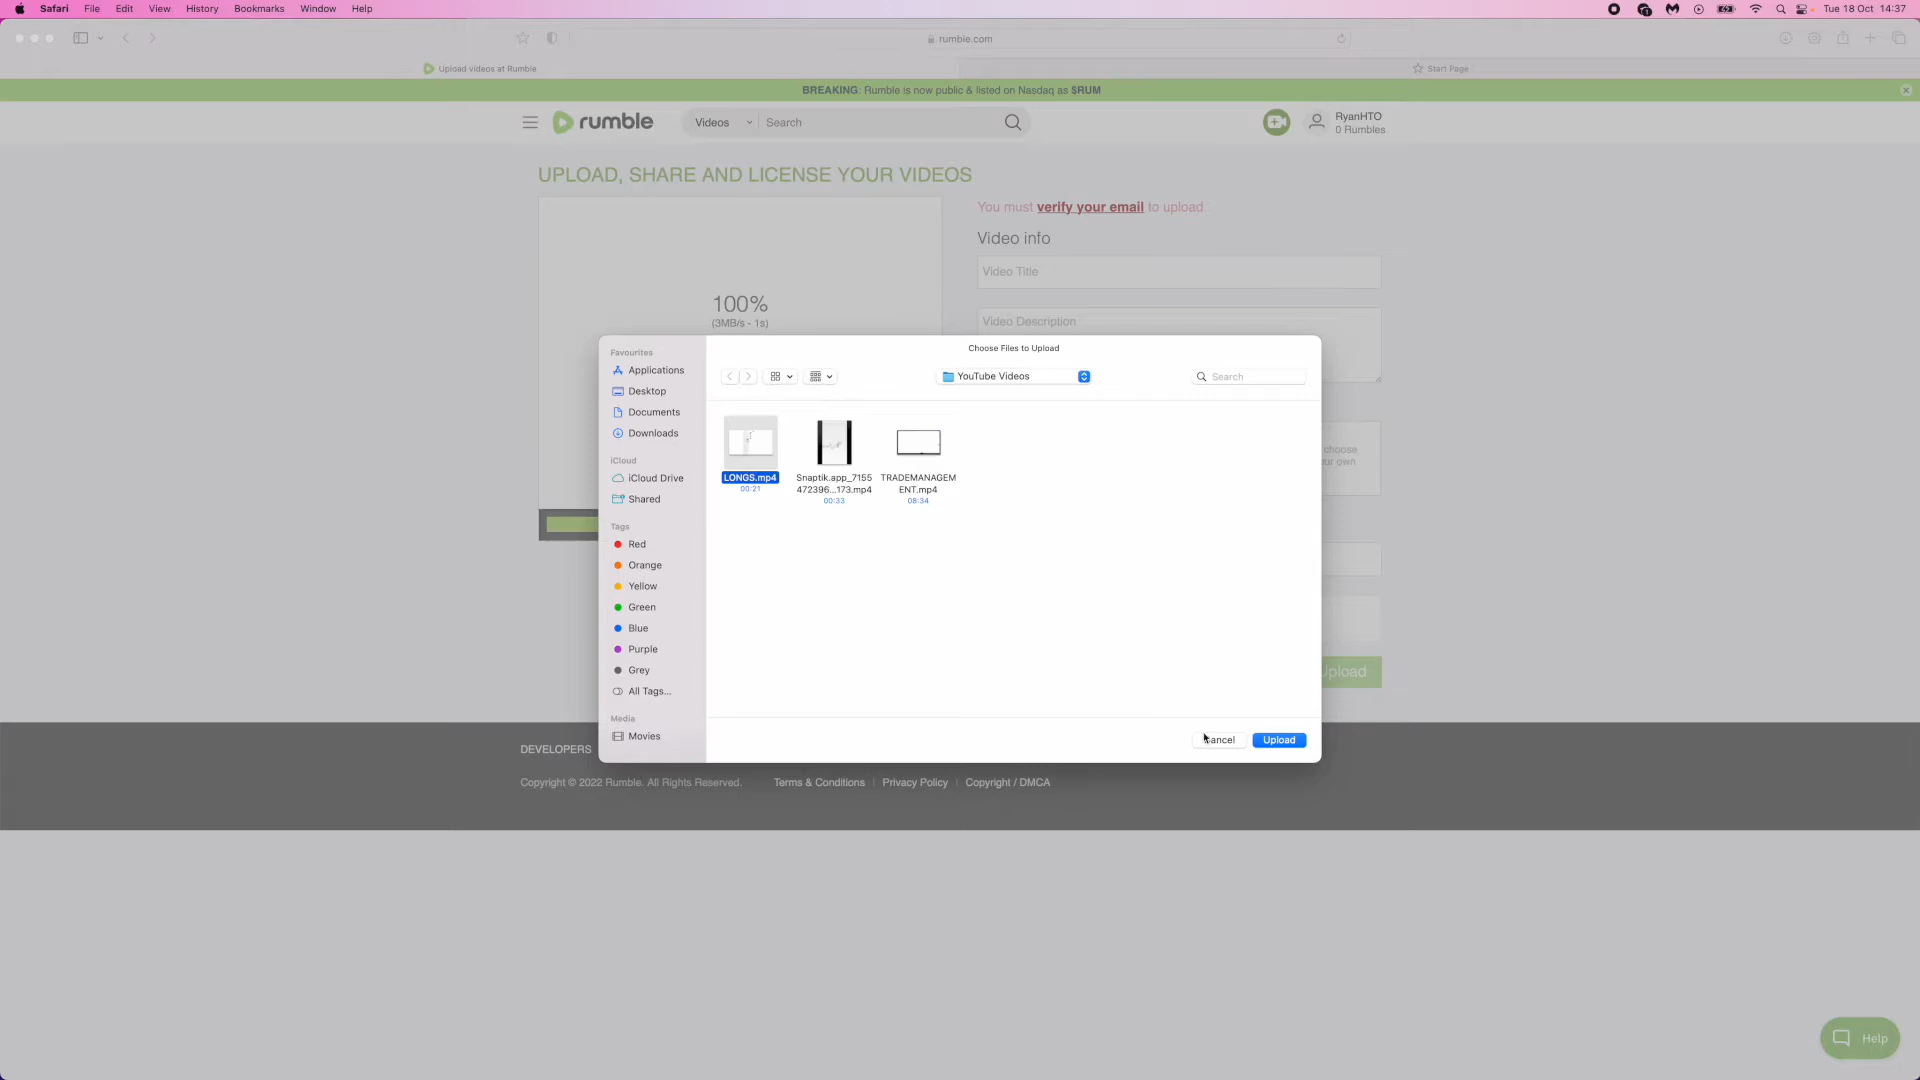 Safari File Edit View History Bookmarks Window Help Tue 18 Oct 14:37
rumble.com
Upload videos at Rumble Start Page
BREAKING: Rumble is now public & listed on Nasdaq as $RUM
rumble Videos Search RyanHTO
0 Rumbles
UPLOAD, SHARE AND LICENSE YOUR VIDEOS
You must verify your email to upload
Video info
Video Title
100%
(3MB/s - 1s)
Video Description
Choose Files to Upload
Favourites
Applications
Desktop
Documents
Downloads
iCloud
iCloud Drive
Shared
Tags
Red
Orange
Yellow
Green
Blue
Purple
Grey
All Tags...
Media
Movies
YouTube Videos
Search
LONGS.mp4
00:21
Snaptik.app_7155
472396...173.mp4
00:33
TRADEMANAGEM
ENT.mp4
08:34
choose
ur own
Upload
Cancel Upload
DEVELOPERS
Copyright © 2022 Rumble. All Rights Reserved. Terms & Conditions | Privacy Policy | Copyright / DMCA
Help